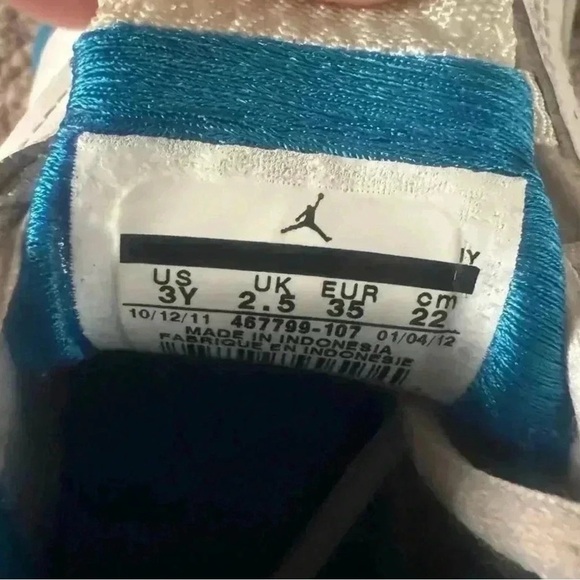 IY
US UK EUR cm
3Y 2.5 35 22
10/12/11 467799-107 01/04/12
MADE IN INDONESIA
FABRIQUE EN INDONESIE